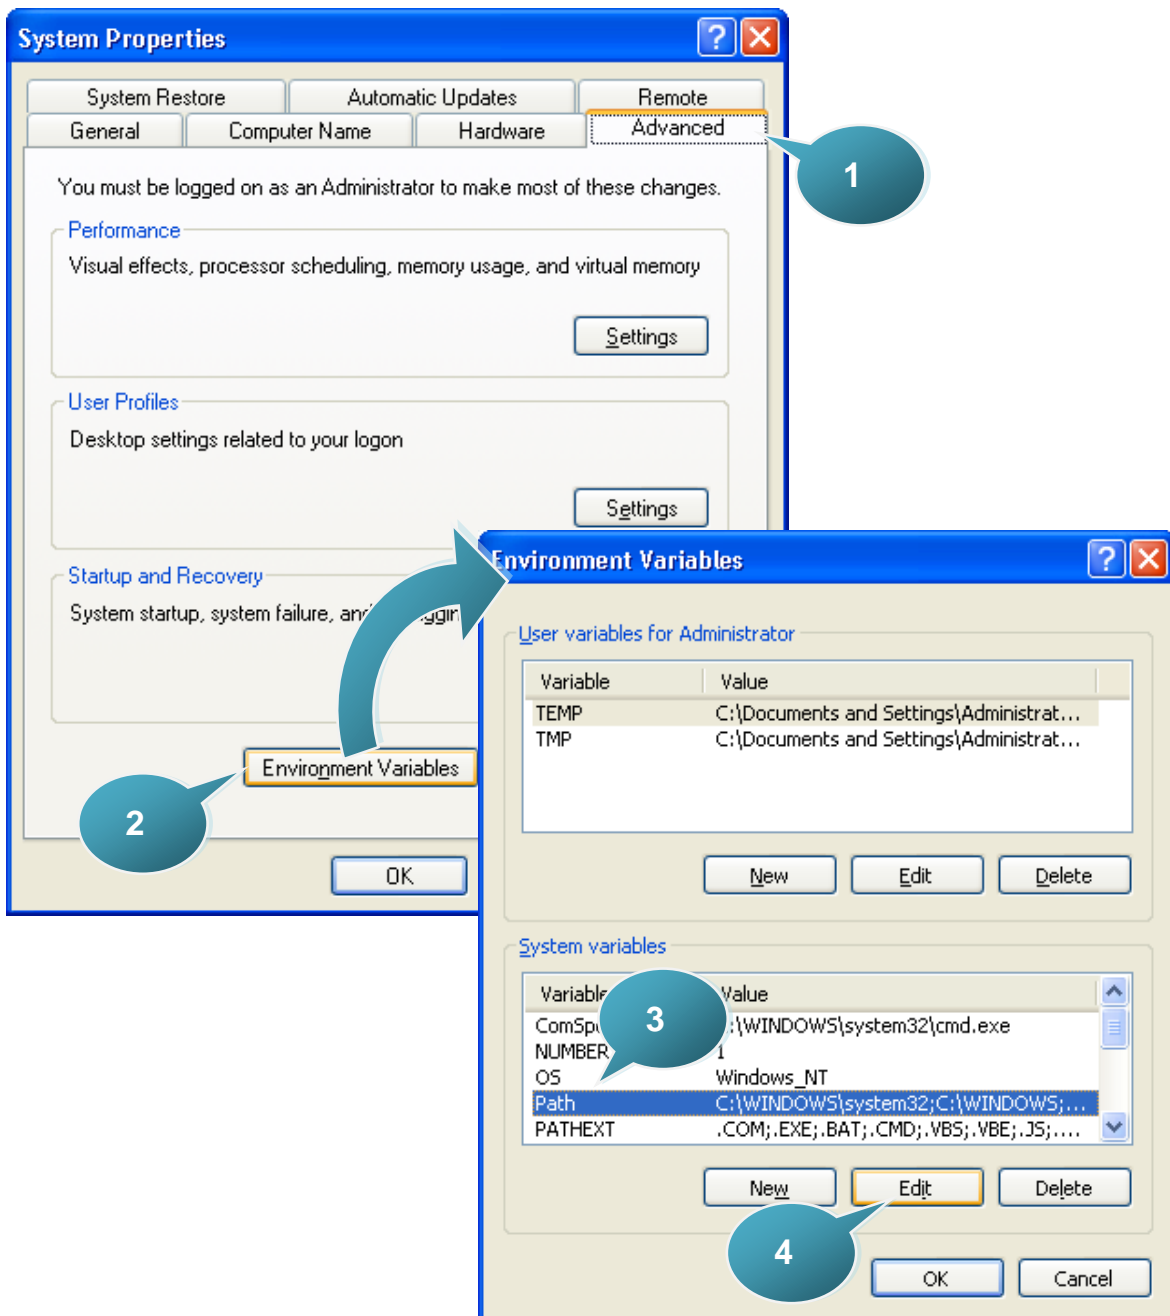 System Properties
System Restore Automatic Updates Remote
General Computer Name Hardware Advanced
1
You must be logged on as an Administrator to make most of these changes.
Performance
Visual effects, processor scheduling, memory usage, and virtual memory
Settings
User Profiles
Desktop settings related to your logon
Settings
Startup and Recovery
System startup, system failure, and
Environment Variables
2
OK
Environment Variables
User variables for Administrator
Variable Value
TEMP C:\Documents and Settings\Administrat...
TMP C:\Documents and Settings\Administrat...
New Edit Delete
System variables
Variable Value
3
ComSp :\WINDOWS\system32\cmd.exe
NUMBER 1
OS Windows_NT
Path C:\WINDOWS\system32;C:\WINDOWS;...
PATHEXT .COM;.EXE;.BAT;.CMD;.VBS;.VBE;.JS;....
New Edit Delete
4
OK Cancel